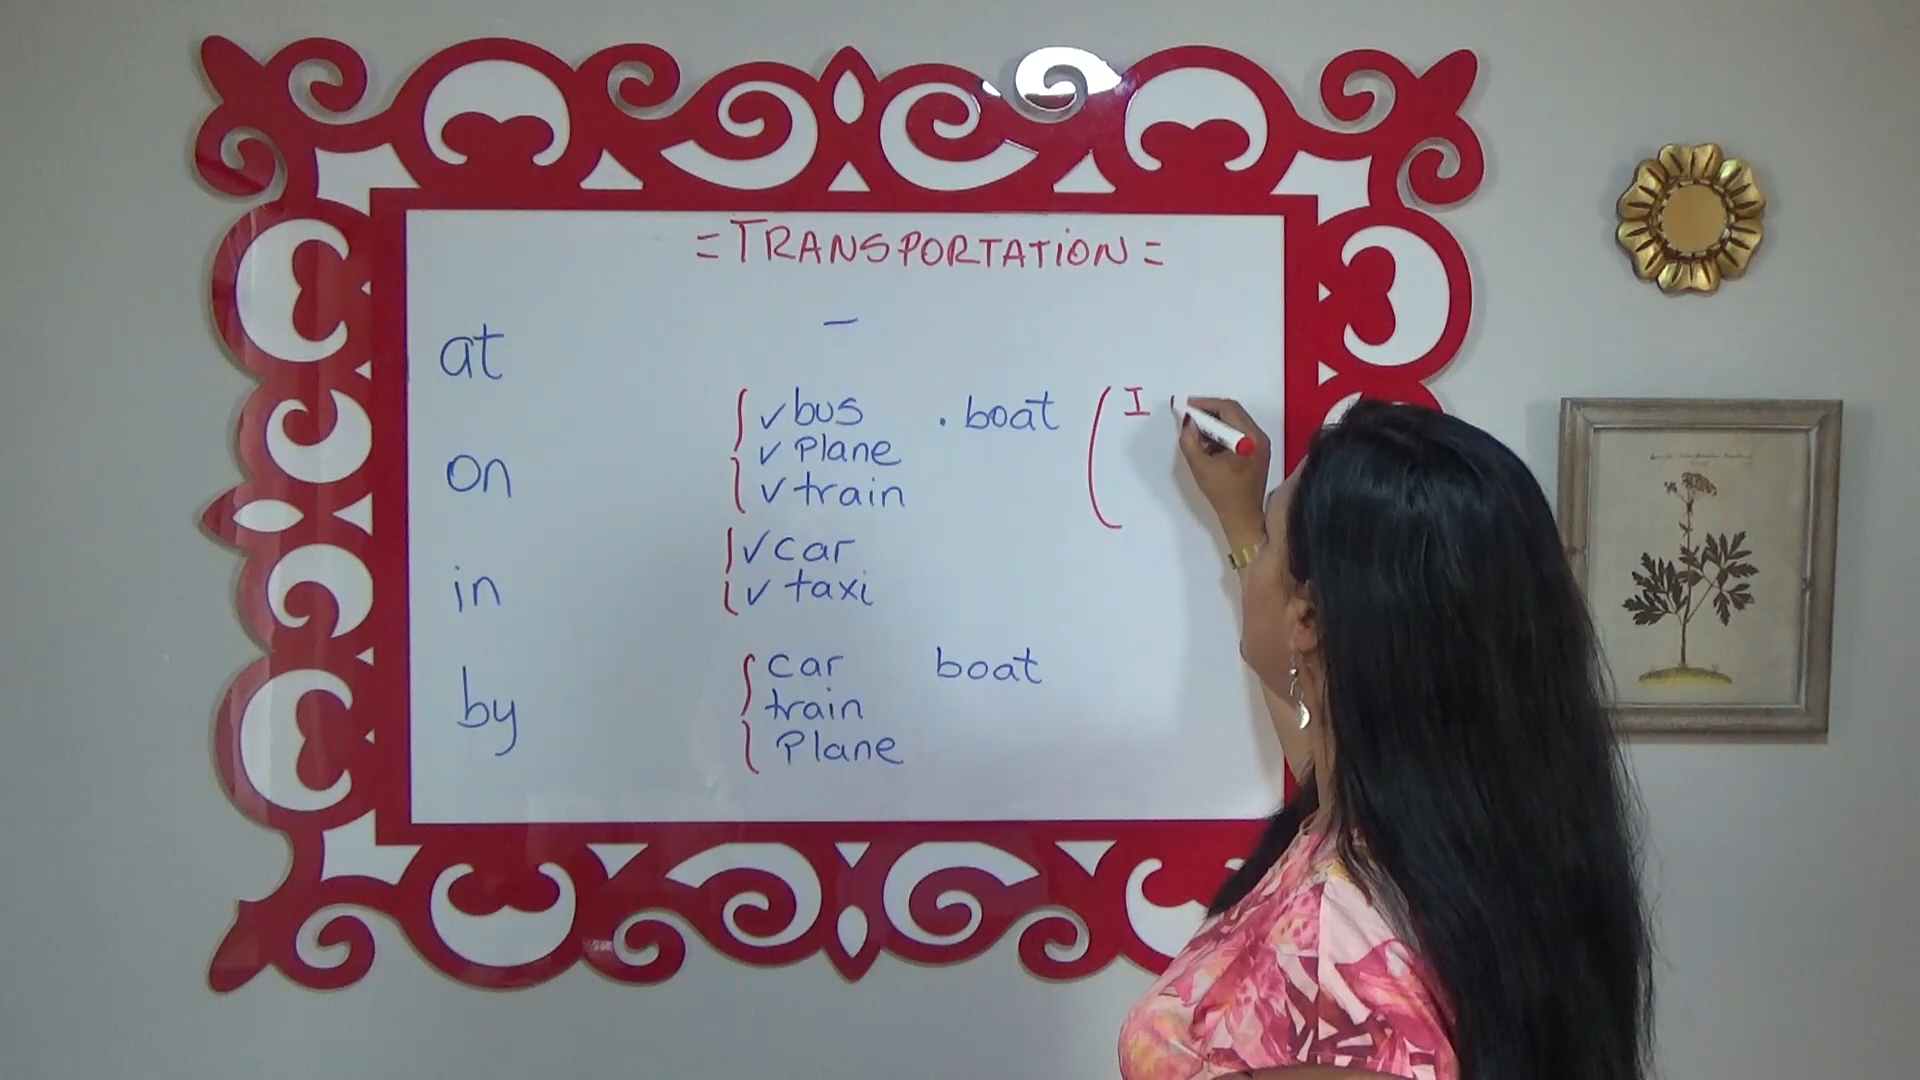 = TRANSPORTATION =
at —
on ✓ bus . boat ( I
✓ Plane
✓ train
in ✓ car
✓ taxi
by car boat
train
Plane